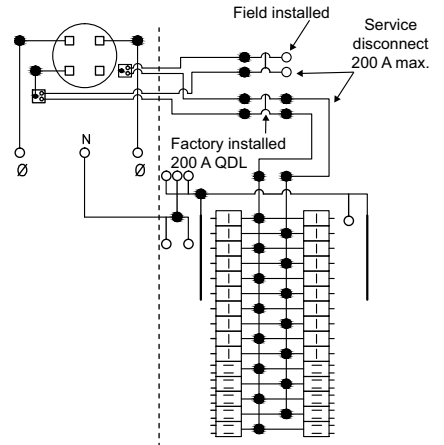 Field installed
Service
disconnect
200 A max.
N
Factory installed
200 A QDL
Ø
Ø